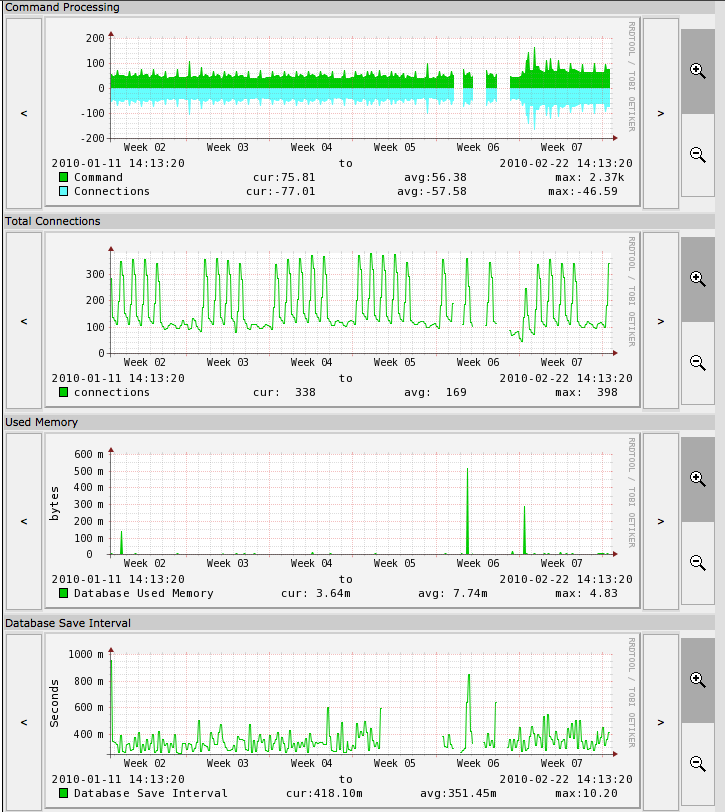 Command Processing
200
100
0
-100
-200
Week 02 Week 03 Week 04 Week 05 Week 06 Week 07
2010-01-11 14:13:20 to 2010-02-22 14:13:20
Command cur:75.81 avg:56.38 max: 2.37k
Connections cur:-77.01 avg:-57.58 max:-46.59
RRDTOOL / TOBI OETIKER
< >
Total Connections
300
200
100
0
Week 02 Week 03 Week 04 Week 05 Week 06 Week 07
2010-01-11 14:13:20 to 2010-02-22 14:13:20
connections cur: 338 avg: 169 max: 398
RRDTOOL / TOBI OETIKER
< >
Used Memory
bytes
600 m
500 m
400 m
300 m
200 m
100 m
0
Week 02 Week 03 Week 04 Week 05 Week 06 Week 07
2010-01-11 14:13:20 to 2010-02-22 14:13:20
Database Used Memory cur: 3.64m avg: 7.74m max: 4.83
RRDTOOL / TOBI OETIKER
< >
Database Save Interval
Seconds
1000 m
800 m
600 m
400 m
Week 02 Week 03 Week 04 Week 05 Week 06 Week 07
2010-01-11 14:13:20 to 2010-02-22 14:13:20
Database Save Interval cur:418.10m avg:351.45m max:10.20
RRDTOOL / TOBI OETIKER
< >